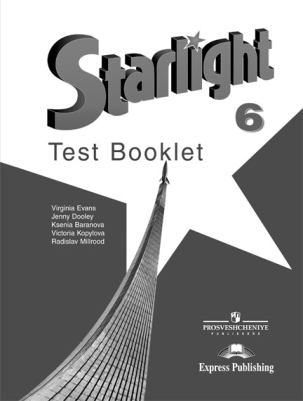 Starlight
6
Test Booklet
Virginia Evans
Jenny Dooley
Ksenia Baranova
Victoria Kopylova
Radislav Millrood
PROSVESHCHENIYE
PUBLISHERS
Express Publishing